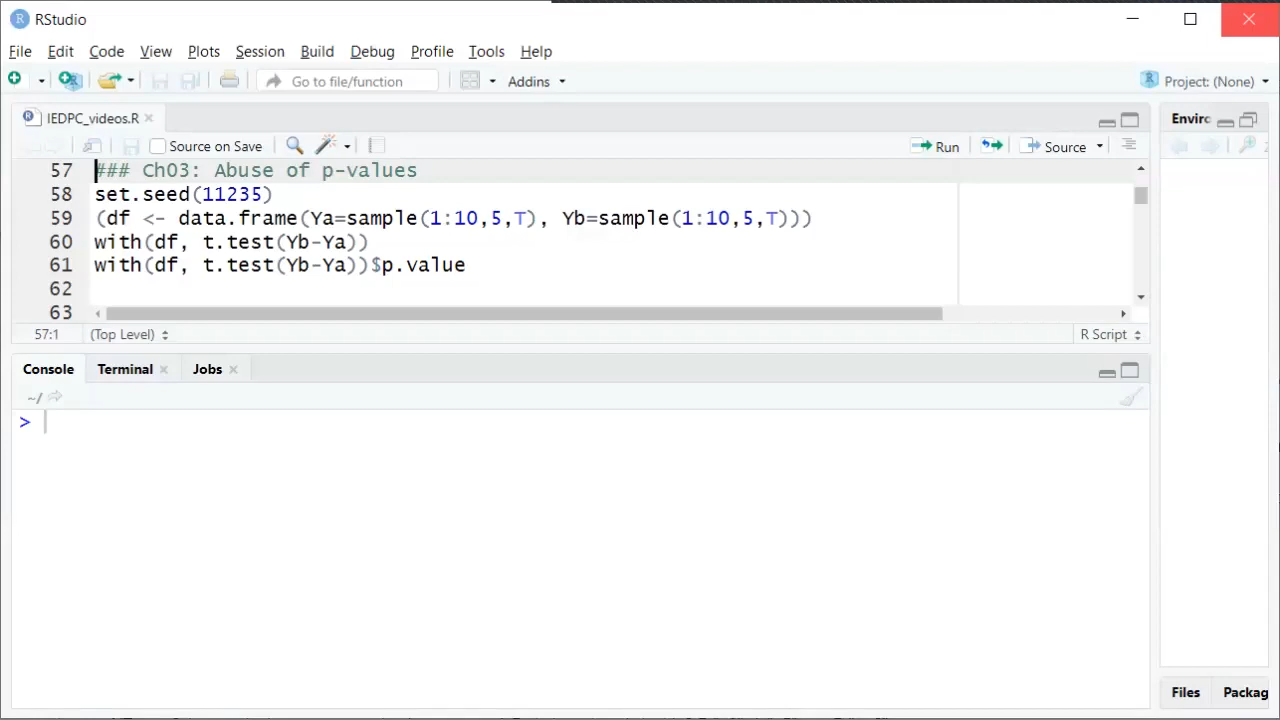 RStudio
File Edit Code View Plots Session Build Debug Profile Tools Help
Go to file/function Addins Project: (None)
IEDPC_videos.R Envirc
Source on Save Run Source
57 ### Ch03: Abuse of p-values
58 set.seed(11235)
59 (df <- data.frame(Ya=sample(1:10,5,T), Yb=sample(1:10,5,T)))
60 with(df, t.test(Yb-Ya))
61 with(df, t.test(Yb-Ya))$p.value
62
63
57:1 (Top Level) R Script
Console Terminal Jobs
~/
>
Files Packag